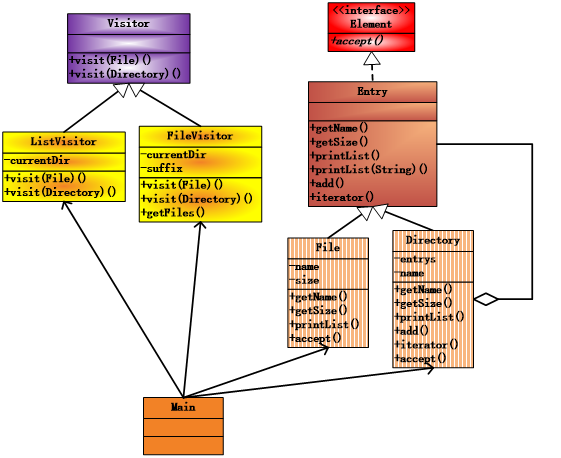 Visitor
+visit(File)()
+visit(Directory)()
<<interface>>
Element
+accept()
Entry
+getName()
+getSize()
+printList()
+printList(String)()
+add()
+iterator()
ListVisitor
-currentDir
+visit(File)()
+visit(Directory)()
FileVisitor
-currentDir
-suffix
+visit(File)()
+visit(Directory)()
+getFiles()
File
-name
-size
+getName()
+getSize()
+printList()
+accept()
Directory
-entrys
-name
+getName()
+getSize()
+printList()
+add()
+iterator()
+accept()
Main